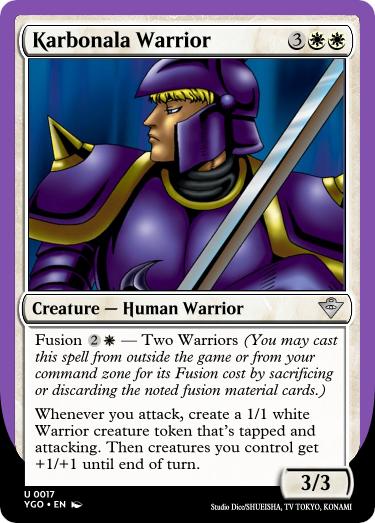 Karbonala Warrior 3
Creature — Human Warrior
Fusion 2 — Two Warriors (You may cast
this spell from outside the game or from your
command zone for its Fusion cost by sacrificing
or discarding the noted fusion material cards.)
Whenever you attack, create a 1/1 white
Warrior creature token that's tapped and
attacking. Then creatures you control get
+1/+1 until end of turn.
3/3
U 0017
YGO • EN
Studio Dice/SHUEISHA, TV TOKYO, KONAMI